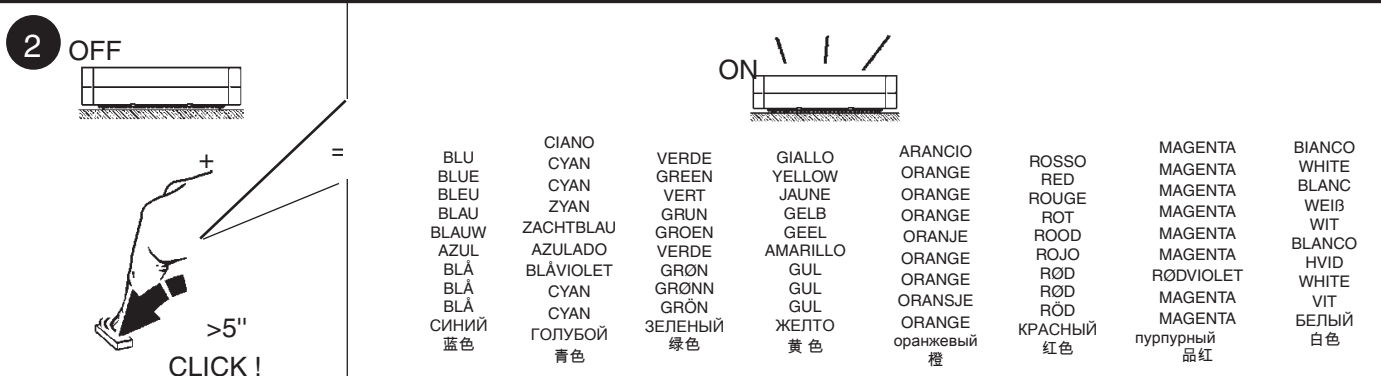 2
OFF
+
=
>5''
CLICK !
ON
BLU
BLUE
BLEU
BLAU
BLAUW
AZUL
BLÅ
BLÅ
BLÅ
СИНИЙ
蓝色
CIANO
CYAN
CYAN
ZYAN
ZACHTBLAU
AZULADO
BLÅVIOLET
CYAN
CYAN
ГОЛУБОЙ
青色
VERDE
GREEN
VERT
GRUN
GROEN
VERDE
GRØN
GRØNN
GRÖN
ЗЕЛЕНЫЙ
绿色
GIALLO
YELLOW
JAUNE
GELB
GEEL
AMARILLO
GUL
GUL
GUL
ЖЕЛТО
黄 色
ARANCIO
ORANGE
ORANGE
ORANGE
ORANJE
ORANGE
ORANGE
ORANSJE
ORANGE
оранжевый
橙
ROSSO
RED
ROUGE
ROT
ROOD
ROJO
RØD
RØD
RÖD
КРАСНЫЙ
红色
MAGENTA
MAGENTA
MAGENTA
MAGENTA
MAGENTA
MAGENTA
RØDVIOLET
MAGENTA
MAGENTA
пурпурный
品红
BIANCO
WHITE
BLANC
WEIß
WIT
BLANCO
HVID
WHITE
VIT
БЕЛЫЙ
白色